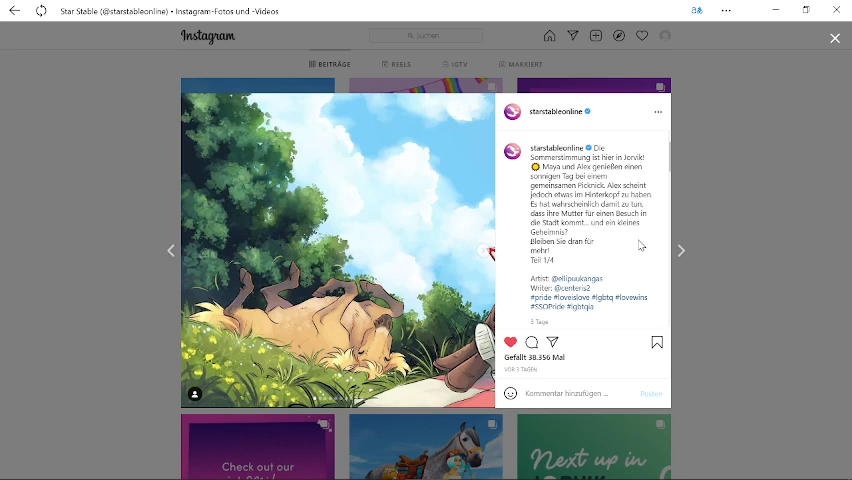 Star Stable (@starstableonline) • Instagram-Fotos und -Videos
Instagram
Suchen
BEITRÄGE REELS IGTV MARKIERT
starstableonline
starstableonline Die
Sommerstimmung ist hier in Jorvik!
Maya und Alex genießen einen
sonnigen Tag bei einem
gemeinsamen Picknick. Alex scheint
jedoch etwas im Hinterkopf zu haben.
Es hat wahrscheinlich damit zu tun,
dass ihre Mutter für einen Besuch in
die Stadt kommt... und ein kleines
Geheimnis?
Bleiben Sie dran für
mehr!
Teil 1/4
Artist: @ellipuukangas
Writer: @centeris2
#pride #loveislove #lgbtq #lovewins
#SSOPride #lgbtqia
3 Tage
Gefällt 38.356 Mal
VOR 3 TAGEN
Kommentar hinzufügen ...
Posten
Check out our
Next up in